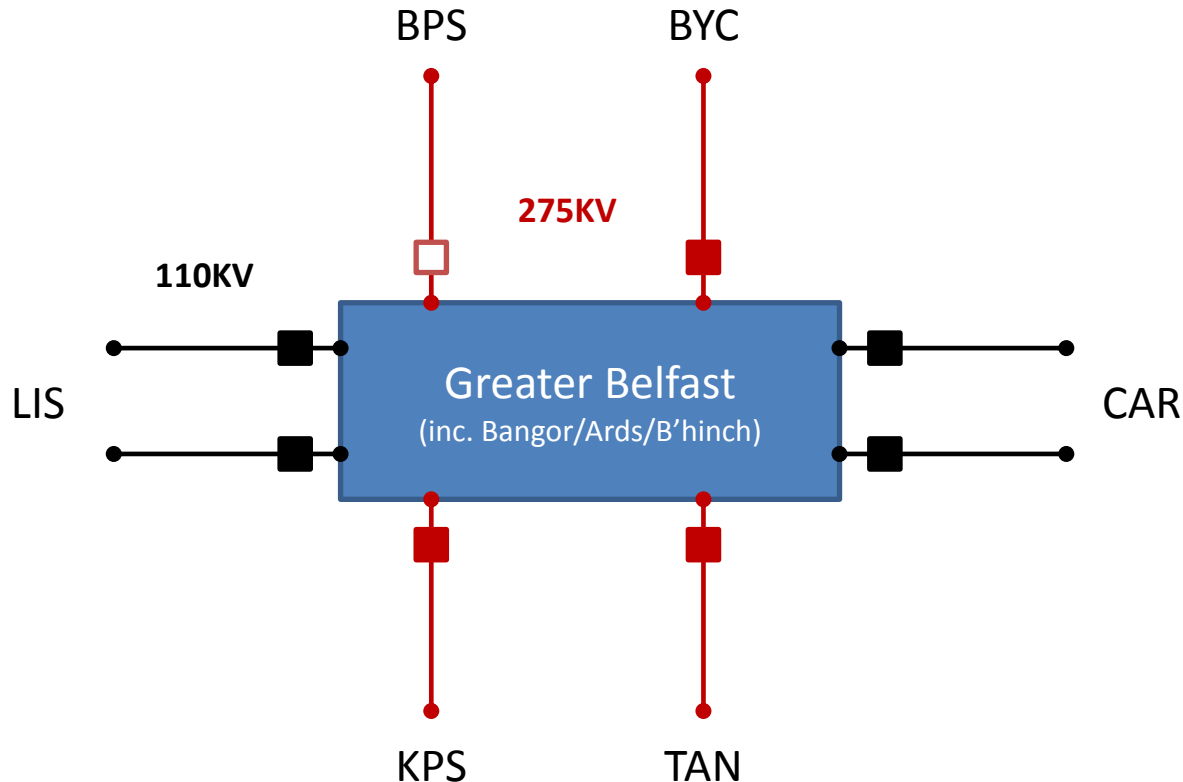 BPS
BYC
275KV
110KV
LIS
Greater Belfast
(inc. Bangor/Ards/B’hinch)
CAR
KPS
TAN